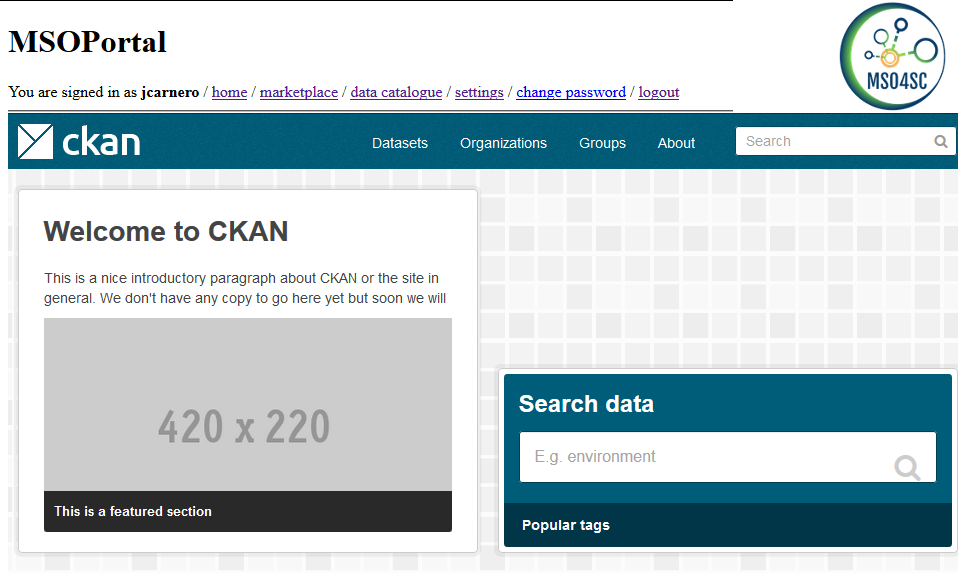 MSOPortal
MSO4SC
You are signed in as jcarnero / home / marketplace / data catalogue / settings / change password / logout
ckan
Datasets Organizations Groups About Search
Welcome to CKAN
This is a nice introductory paragraph about CKAN or the site in
general. We don't have any copy to go here yet but soon we will
420 x 220
This is a featured section
Search data
E.g. environment
Popular tags